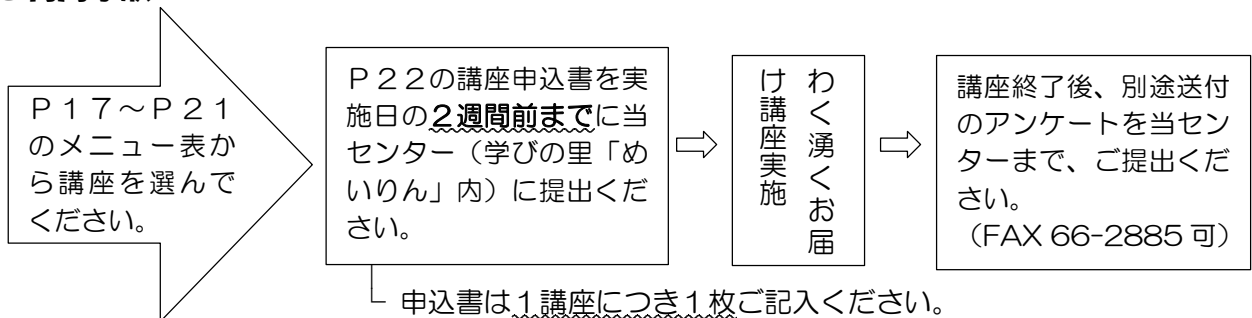 P17～P21
のメニュー表か
ら講座を選んで
ください。
P22の講座申込書を実
施日の2週間前までに当
センター（学びの里「め
いりん」内）に提出くだ
さい。
わく湧くお届
け講座実施
講座終了後、別途送付
のアンケートを当セン
ターまで、ご提出くだ
さい。
（FAX 66-2885 可）
申込書は1講座につき1枚ご記入ください。